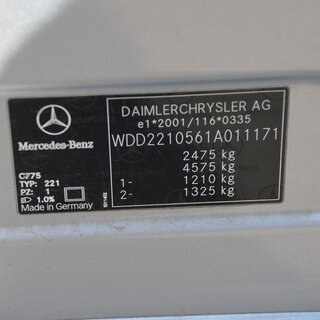 DAIMLERCHRYSLER AG
e1*2001/116*0335
WDD2210561A011171
2475 kg
4575 kg
1- 1210 kg
2- 1325 kg
Mercedes-Benz
C775
TYP: 221
PZ: 1
1.0%
Made in Germany